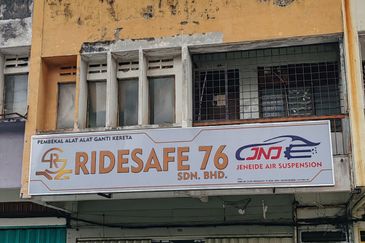 PEMBEKAL ALAT ALAT GANTI KERETA
RIDESAFE 76
SDN. BHD.
JNJ
JENEIDE AIR SUSPENSION